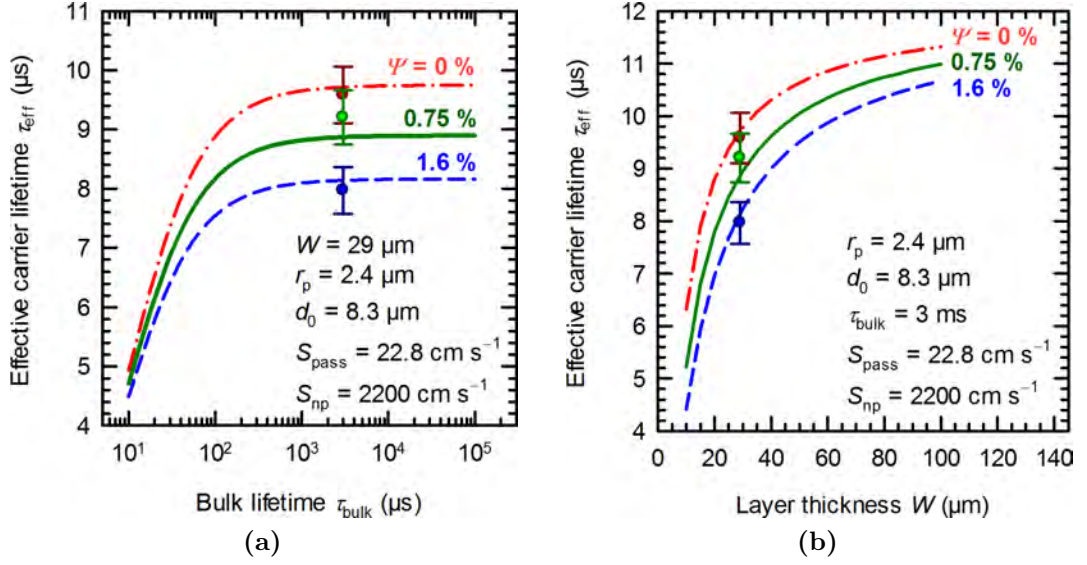 12
11
10
9
8
7
6
5
4
Effective carrier lifetime τeff (µs)
Ψ = 0 %
0.75 %
1.6 %
W = 29 µm
rp = 2.4 µm
d0 = 8.3 µm
Spass = 22.8 cm s⁻¹
Snp = 2200 cm s⁻¹
10¹ 10² 10³ 10⁴ 10⁵
Bulk lifetime τbulk (µs)
(a)
12
11
10
9
8
7
6
5
4
Effective carrier lifetime τeff (µs)
Ψ = 0 %
0.75 %
1.6 %
rp = 2.4 µm
d0 = 8.3 µm
τbulk = 3 ms
Spass = 22.8 cm s⁻¹
Snp = 2200 cm s⁻¹
0 20 40 60 80 100 120 140
Layer thickness W (µm)
(b)